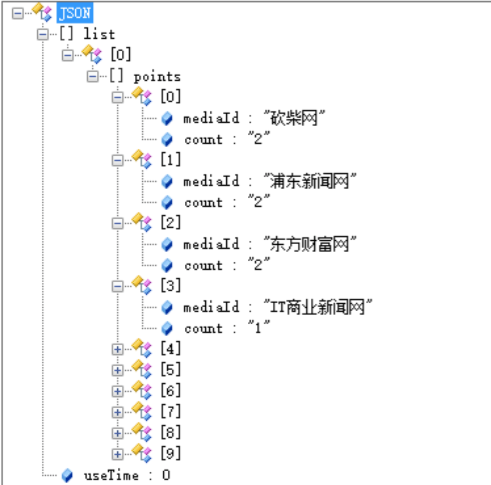 JSON
[] list
[0]
[] points
[0]
mediaId : "砍柴网"
count : "2"
[1]
mediaId : "浦东新闻网"
count : "2"
[2]
mediaId : "东方财富网"
count : "2"
[3]
mediaId : "IT商业新闻网"
count : "1"
[4]
[5]
[6]
[7]
[8]
[9]
useTime : 0